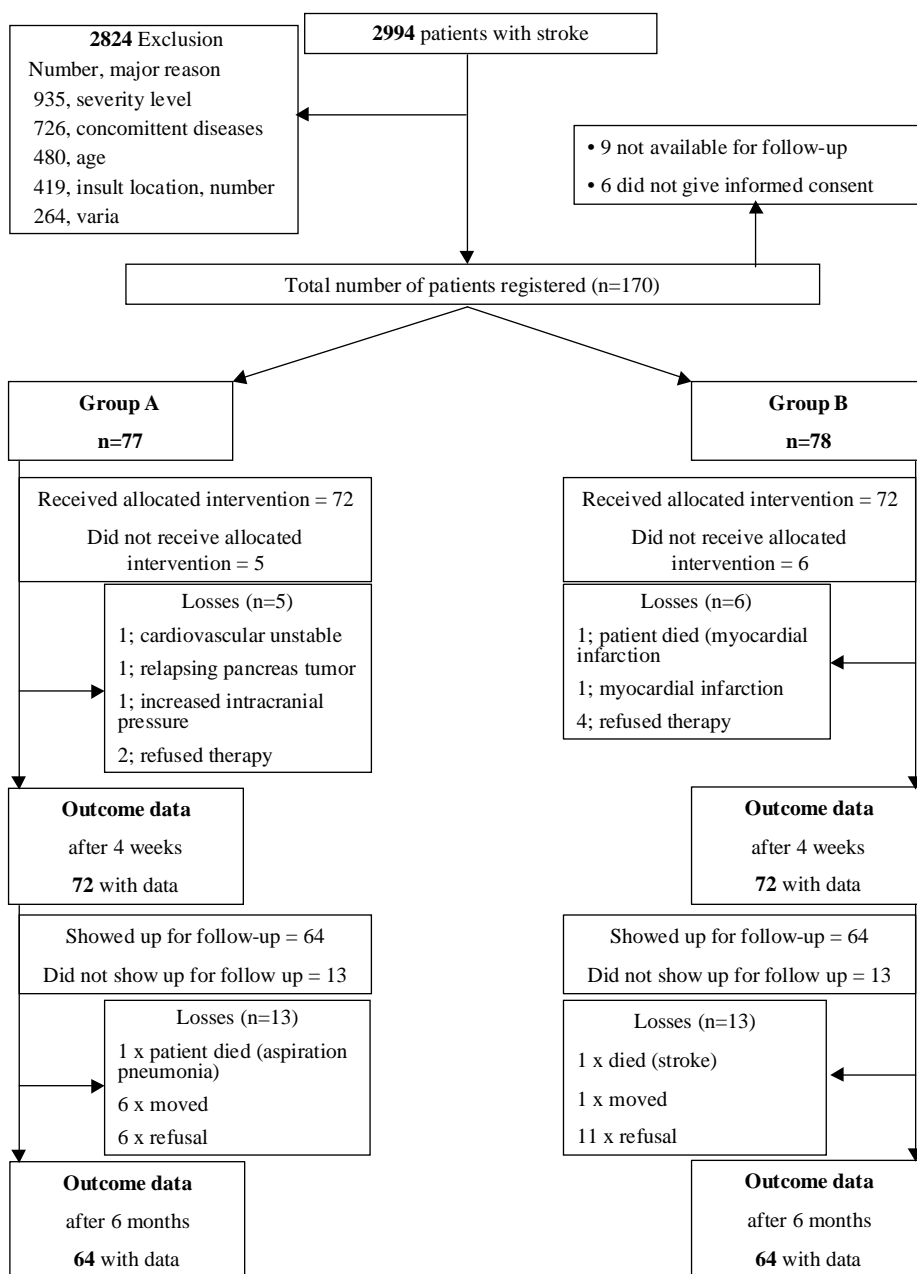 2824 Exclusion
Number, major reason
935, severity level
726, concomittent diseases
480, age
419, insult location, number
264, varia
2994 patients with stroke
• 9 not available for follow-up
• 6 did not give informed consent
Total number of patients registered (n=170)
Group A
n=77
Group B
n=78
Received allocated intervention = 72
Did not receive allocated
intervention = 5
Received allocated intervention = 72
Did not receive allocated
intervention = 6
Losses (n=5)
1; cardiovascular unstable
1; relapsing pancreas tumor
1; increased intracranial
pressure
2; refused therapy
Losses (n=6)
1; patient died (myocardial
infarction
1; myocardial infarction
4; refused therapy
Outcome data
after 4 weeks
72 with data
Outcome data
after 4 weeks
72 with data
Showed up for follow-up = 64
Did not show up for follow up = 13
Showed up for follow-up = 64
Did not show up for follow up = 13
Losses (n=13)
1 x patient died (aspiration
pneumonia)
6 x moved
6 x refusal
Losses (n=13)
1 x died (stroke)
1 x moved
11 x refusal
Outcome data
after 6 months
64 with data
Outcome data
after 6 months
64 with data